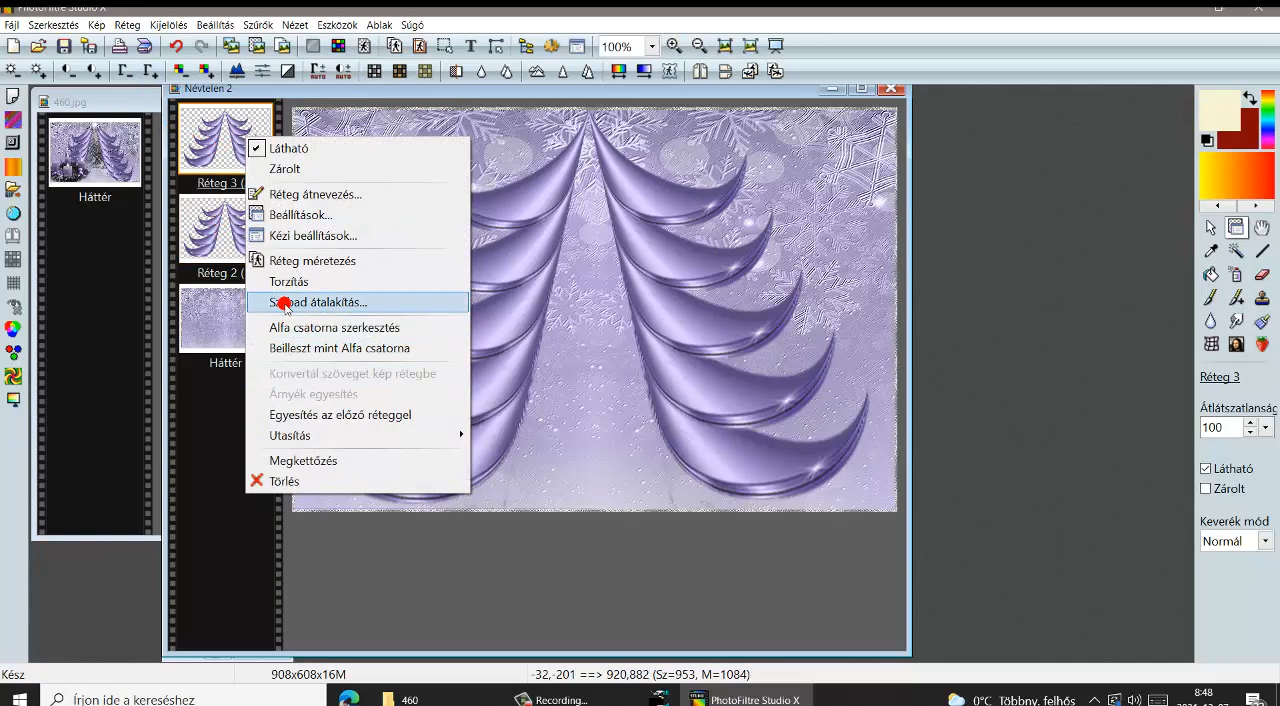 PhotoFiltre Studio X
Fájl Szerkesztés Kép Réteg Kijelölés Beállítás Szűrők Nézet Eszközök Ablak Súgó
100%
AUTO AUTO
460.jpg
Névtelen 2
Háttér
Réteg 3 (
Réteg 2 (
Háttér
Látható
Zárolt
Réteg átnevezés...
Beállítások...
Kézi beállítások...
Réteg méretezés
Torzítás
Szabad átalakítás...
Alfa csatorna szerkesztés
Beilleszt mint Alfa csatorna
Konvertál szöveget kép rétegbe
Árnyék egyesítés
Egyesítés az előző réteggel
Utasítás
Megkettőzés
Törlés
Réteg 3
Átlátszatlanság
100
Látható
Zárolt
Keverék mód
Normál
Kész
908x608x16M
-32,-201 ==> 920,882 (Sz=953, M=1084)
Írjon ide a kereséshez
460
Recording...
PhotoFiltre Studio X
0°C Többny. felhős
8:48